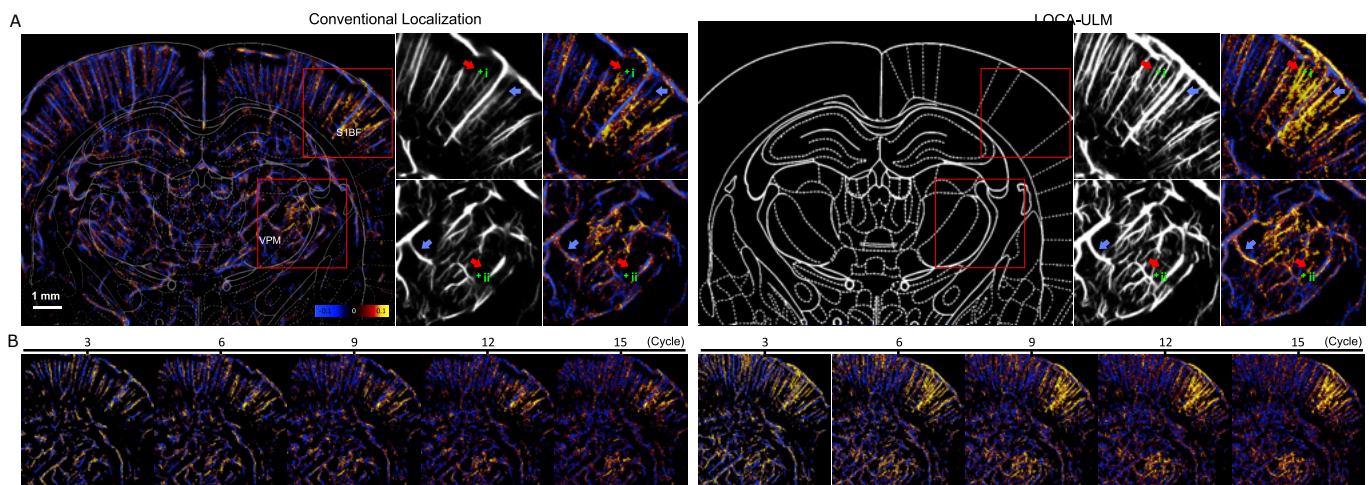 A
Conventional Localization
LOCA-ULM
i
i
i
i
S1BF
VPM
ii
ii
ii
ii
1 mm
-0.1 0 0.1
B
3 6 9 12 15 (Cycle)
3 6 9 12 15 (Cycle)